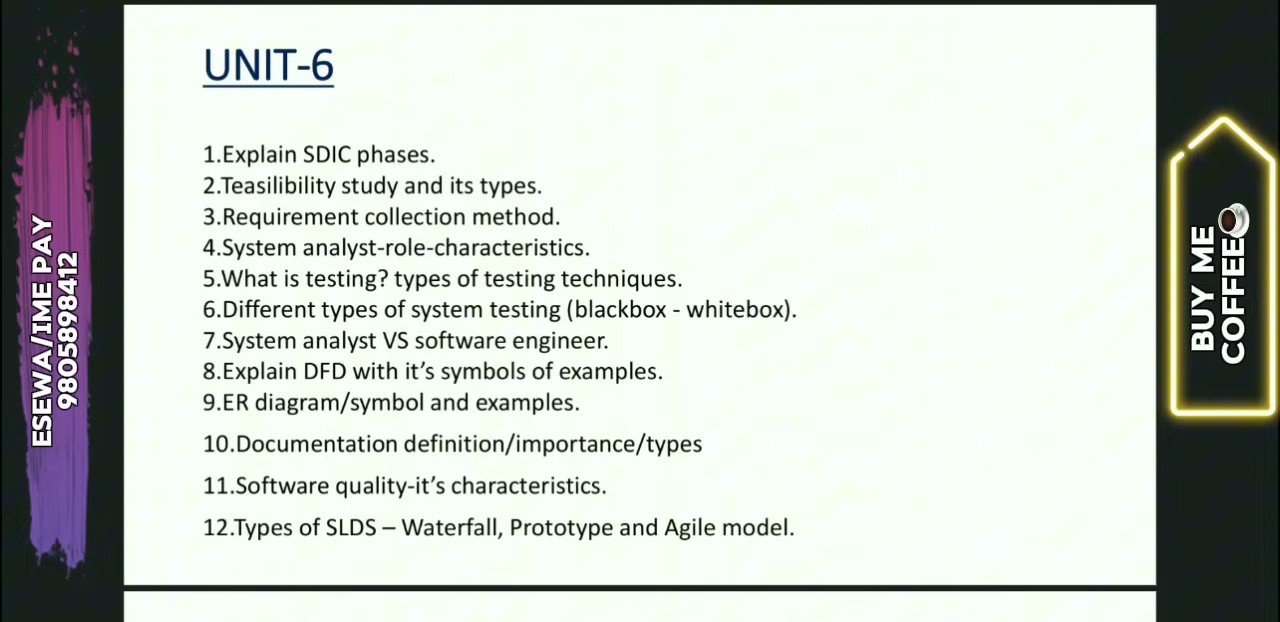 UNIT-6
1.Explain SDIC phases.
2.Teasilibility study and its types.
3.Requirement collection method.
4.System analyst-role-characteristics.
5.What is testing? types of testing techniques.
6.Different types of system testing (blackbox - whitebox).
7.System analyst VS software engineer.
8.Explain DFD with it’s symbols of examples.
9.ER diagram/symbol and examples.
10.Documentation definition/importance/types
11.Software quality-it’s characteristics.
12.Types of SLDS – Waterfall, Prototype and Agile model.
ESEWA/IME PAY
9805898412
BUY ME
COFFEE